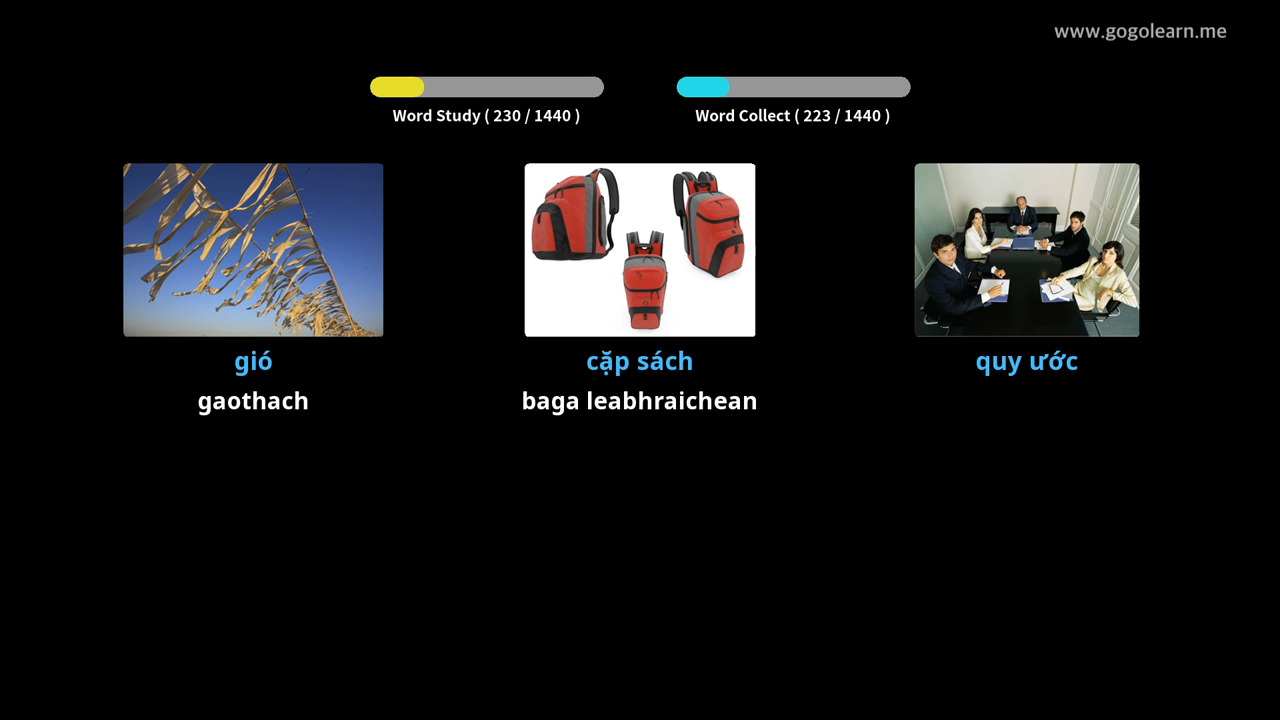 www.gogolearn.me
Word Study ( 230 / 1440 )
Word Collect ( 223 / 1440 )
gió
cặp sách
quy ước
gaothach
baga leabhraichean